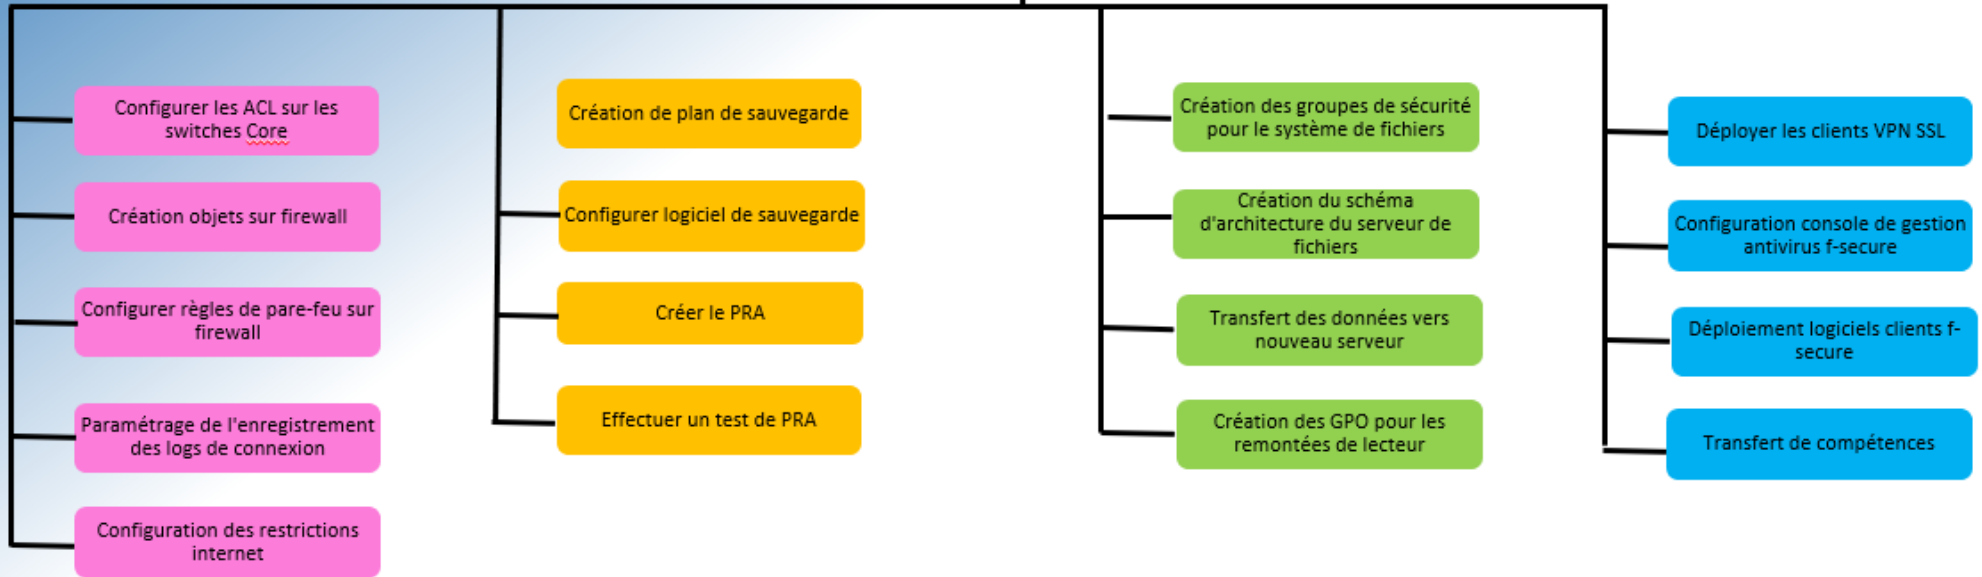 Configurer les ACL sur les
switches Core
Création objets sur firewall
Configurer règles de pare-feu sur
firewall
Paramétrage de l'enregistrement
des logs de connexion
Configuration des restrictions
internet
Création de plan de sauvegarde
Configurer logiciel de sauvegarde
Créer le PRA
Effectuer un test de PRA
Création des groupes de sécurité
pour le système de fichiers
Création du schéma
d'architecture du serveur de
fichiers
Transfert des données vers
nouveau serveur
Création des GPO pour les
remontées de lecteur
Déployer les clients VPN SSL
Configuration console de gestion
antivirus f-secure
Déploiement logiciels clients f-
secure
Transfert de compétences